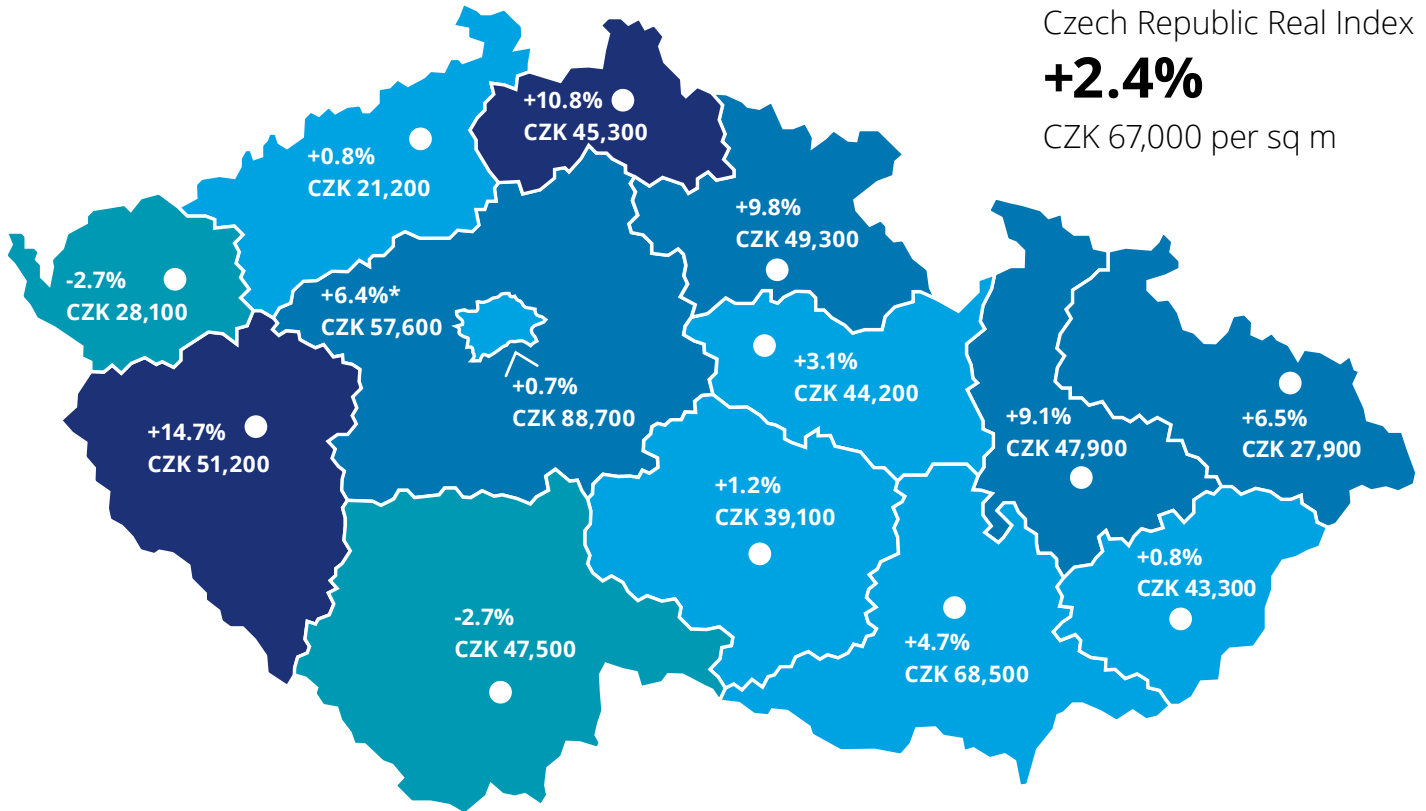 Czech Republic Real Index
+2.4%
CZK 67,000 per sq m
+10.8%
CZK 45,300
+0.8%
CZK 21,200
+9.8%
CZK 49,300
-2.7%
CZK 28,100
+6.4%*
CZK 57,600
+0.7%
CZK 88,700
+3.1%
CZK 44,200
+14.7%
CZK 51,200
+9.1%
CZK 47,900
+6.5%
CZK 27,900
+1.2%
CZK 39,100
+0.8%
CZK 43,300
-2.7%
CZK 47,500
+4.7%
CZK 68,500